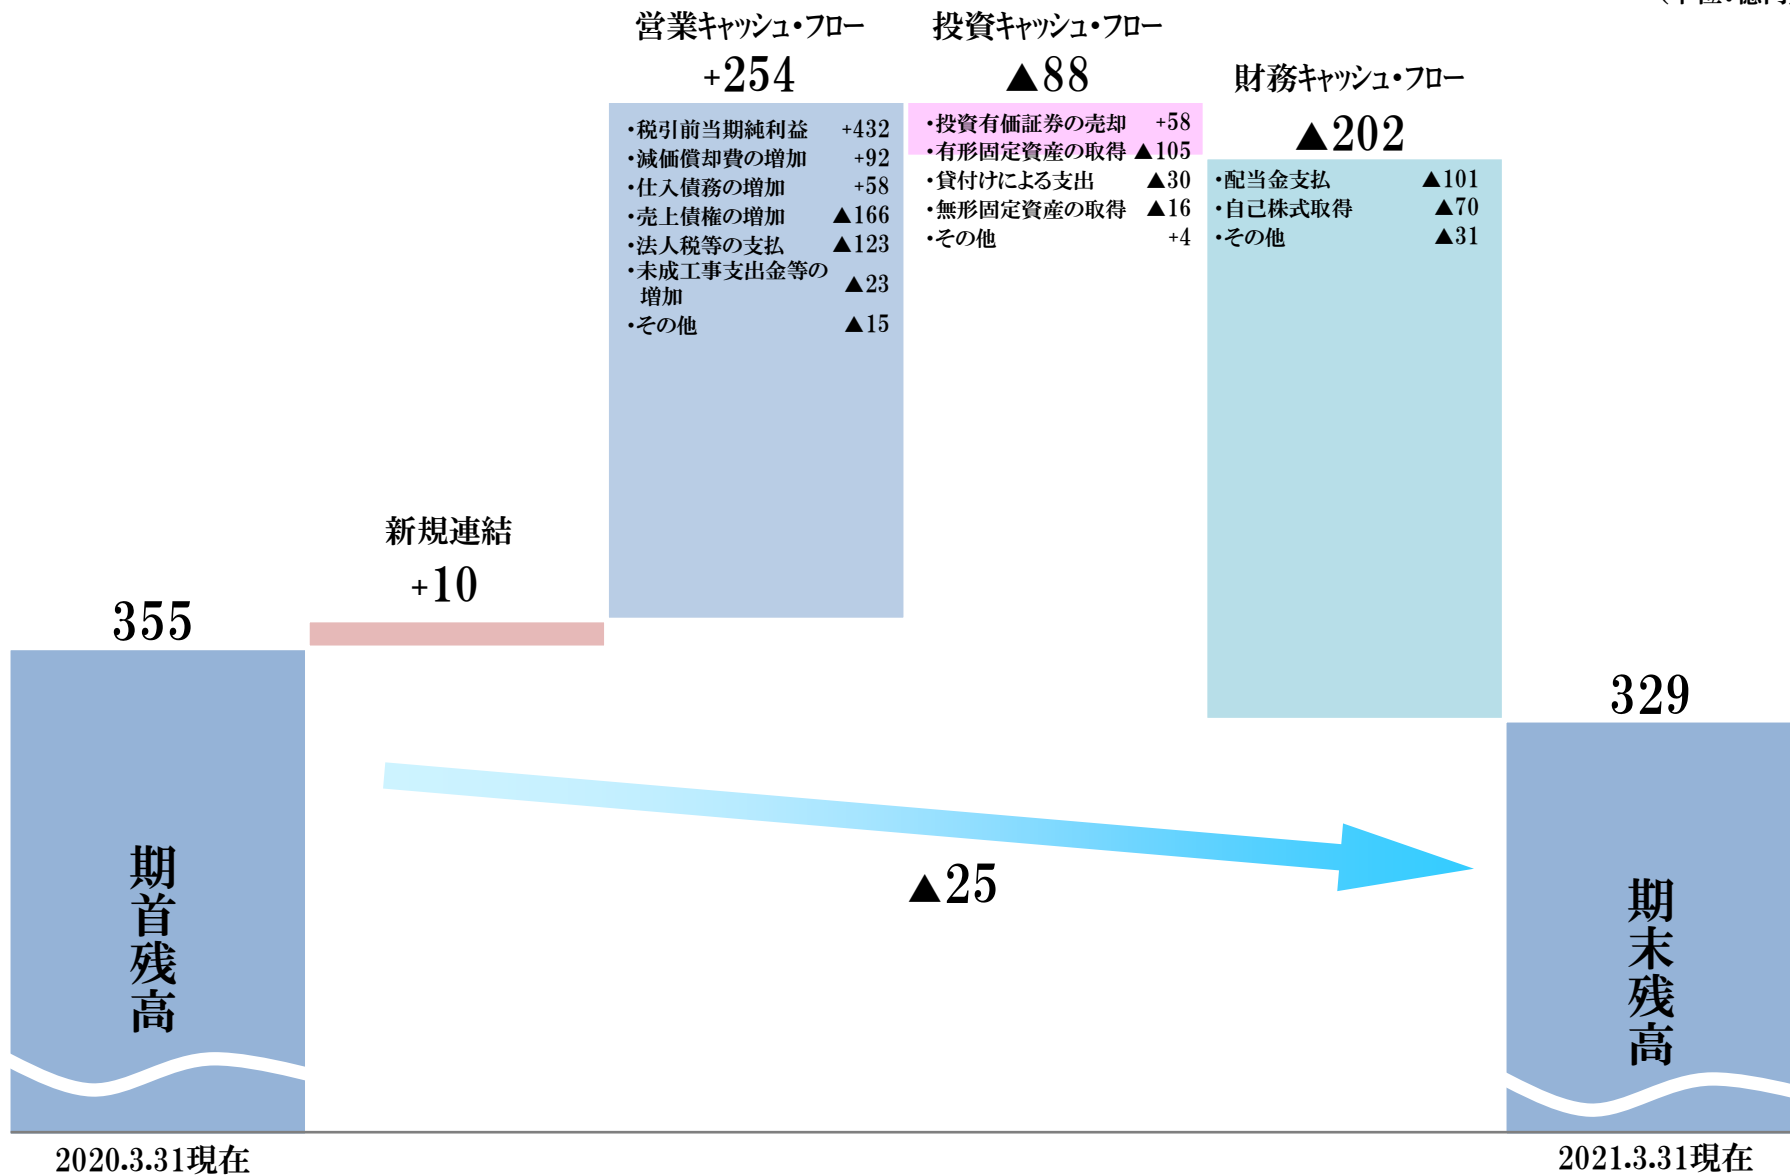 営業キャッシュ・フロー
+254
・税引前当期純利益 +432
・減価償却費の増加 +92
・仕入債務の増加 +58
・売上債権の増加 ▲166
・法人税等の支払 ▲123
・未成工事支出金等の
増加 ▲23
・その他 ▲15
投資キャッシュ・フロー
▲88
・投資有価証券の売却 +58
・有形固定資産の取得 ▲105
・貸付けによる支出 ▲30
・無形固定資産の取得 ▲16
・その他 +4
財務キャッシュ・フロー
▲202
・配当金支払 ▲101
・自己株式取得 ▲70
・その他 ▲31
新規連結
+10
355
329
▲25
期首残高
期末残高
2020.3.31現在
2021.3.31現在